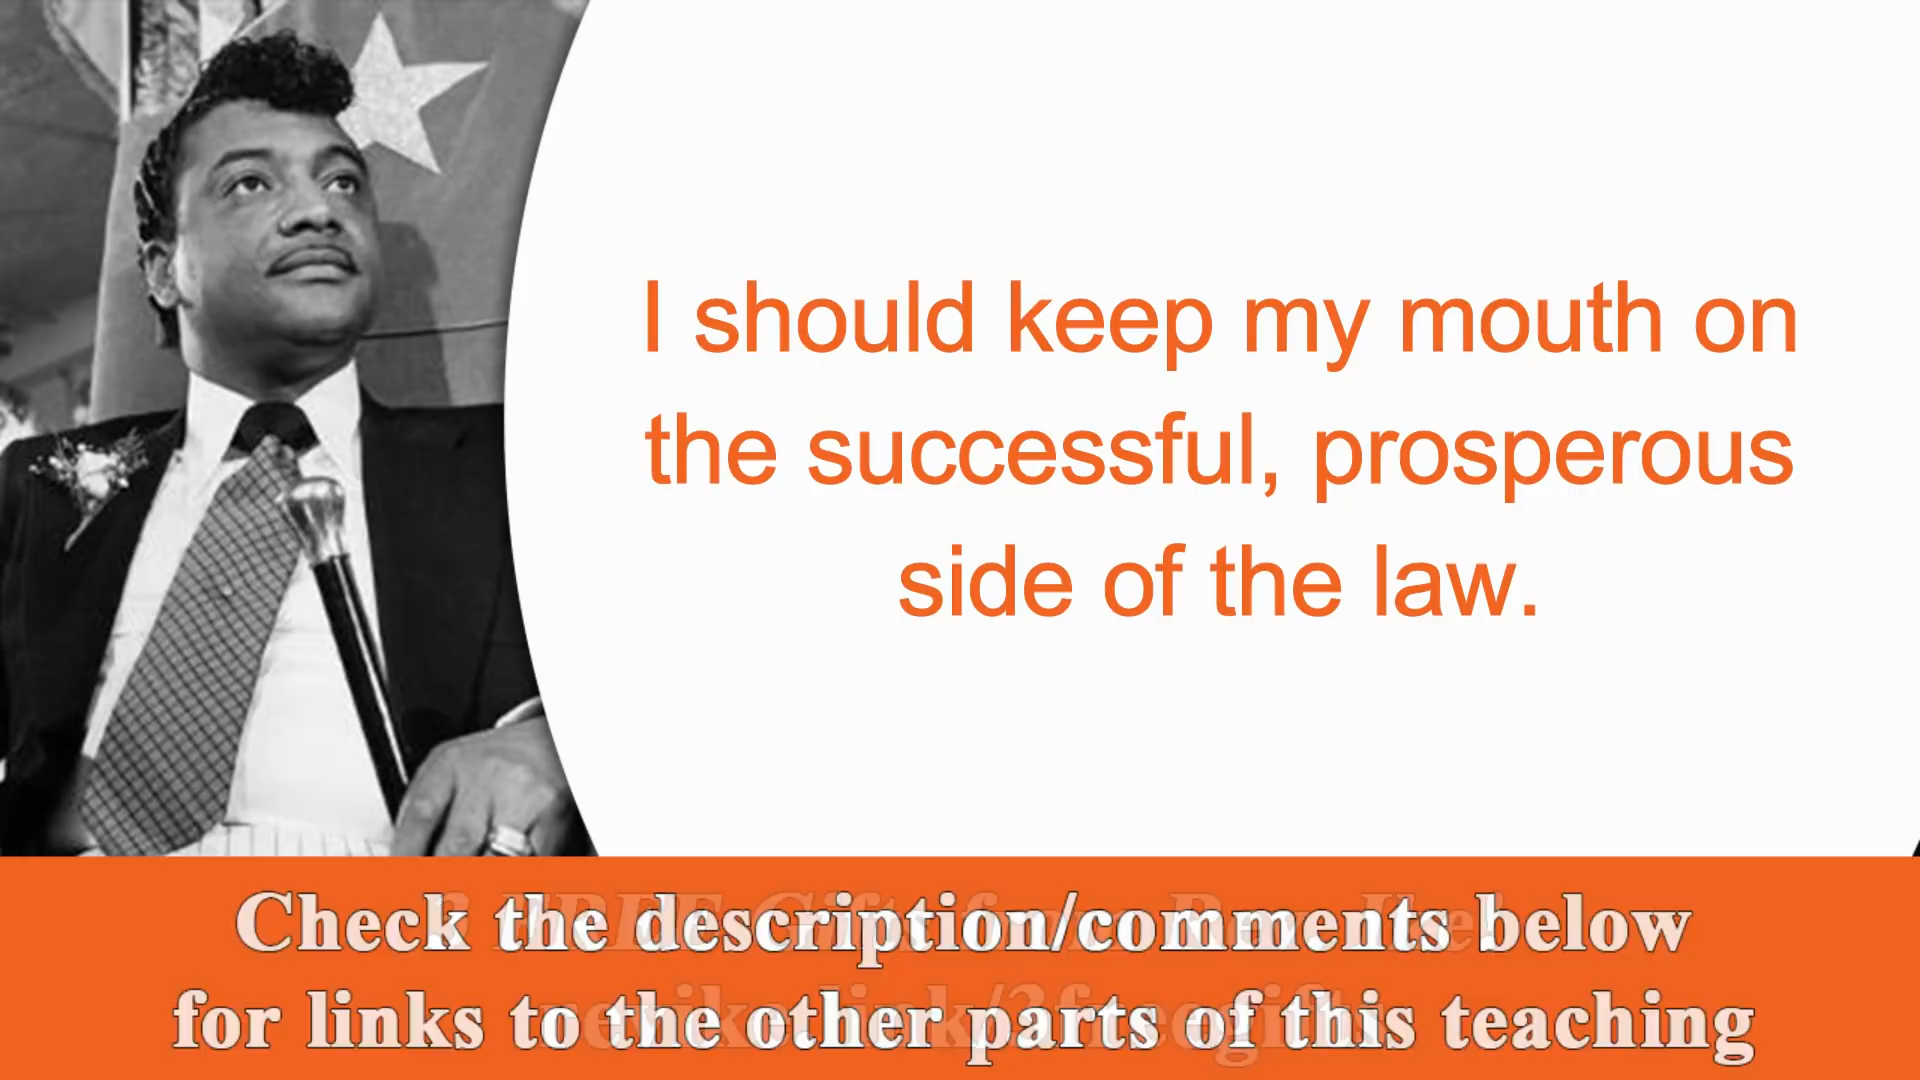 I should keep my mouth on
the successful, prosperous
side of the law.
Check the description/comments below
for links to the other parts of this teaching